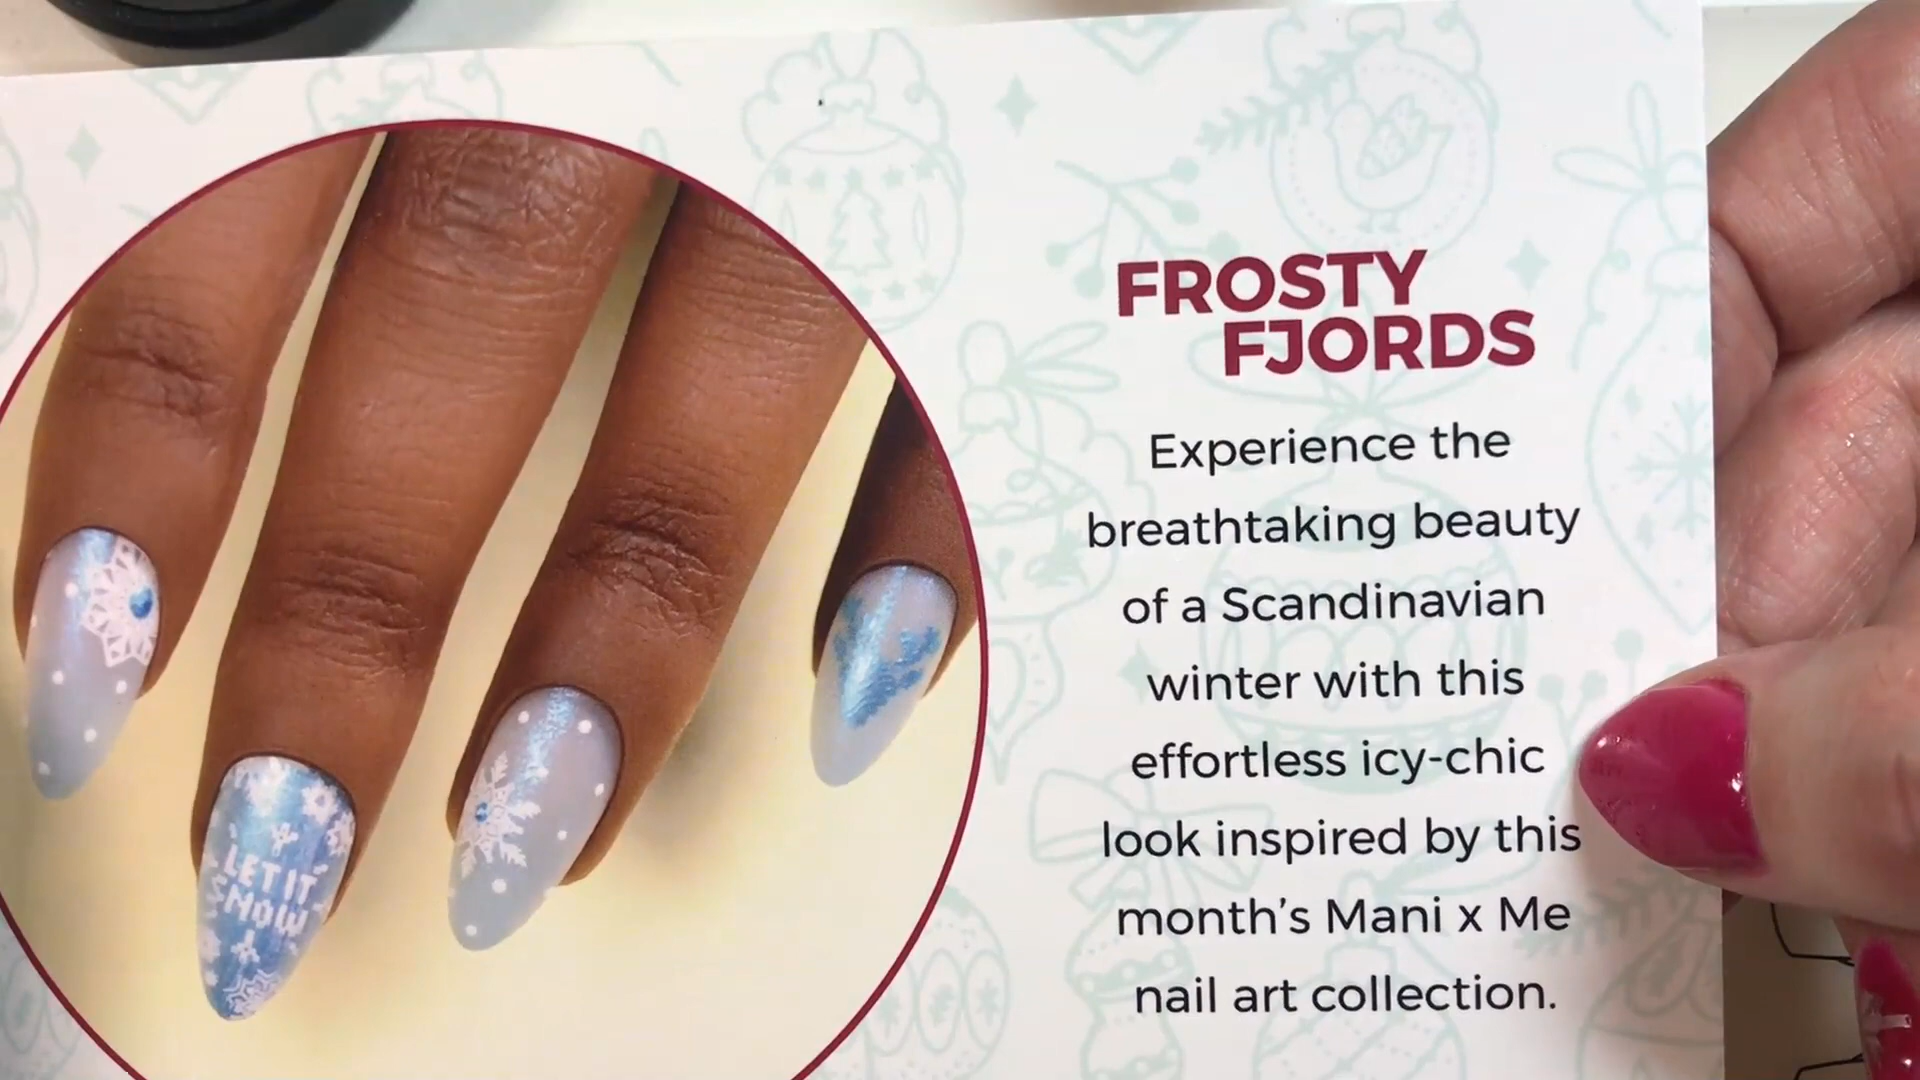 FROSTY
FJORDS
Experience the
breathtaking beauty
of a Scandinavian
winter with this
effortless icy-chic
look inspired by this
month's Mani x Me
nail art collection.
LET IT
SNOW